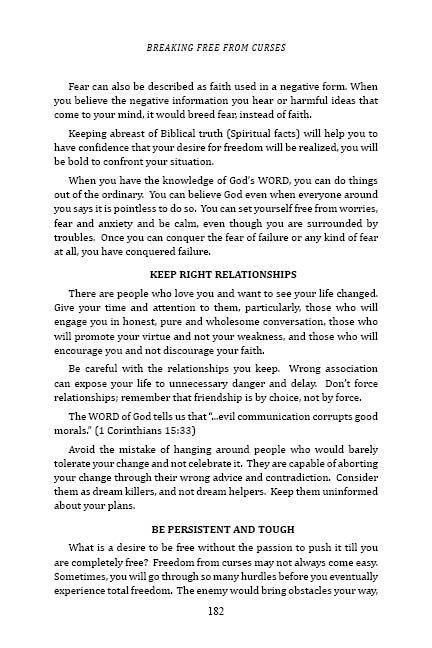 BREAKING FREE FROM CURSES
Fear can also be described as faith used in a negative form. When
you believe the negative information you hear or harmful ideas that
come to your mind, it would breed fear, instead of faith.
Keeping abreast of Biblical truth (Spiritual facts) will help you to
have confidence that your desire for freedom will be realized, you will
be bold to confront your situation.
When you have the knowledge of God's WORD, you can do things
out of the ordinary. You can believe God even when everyone around
you says it is pointless to do so. You can set yourself free from worries,
fear and anxiety and be calm, even though you are surrounded by
troubles. Once you can conquer the fear of failure or any kind of fear
at all, you have conquered failure.
KEEP RIGHT RELATIONSHIPS
There are people who love you and want to see your life changed.
Give your time and attention to them, particularly, those who will
engage you in honest, pure and wholesome conversation, those who
will promote your virtue and not your weakness, and those who will
encourage you and not discourage your faith.
Be careful with the relationships you keep. Wrong association
can expose your life to unnecessary danger and delay. Don't force
relationships; remember that friendship is by choice, not by force.
The WORD of God tells us that "...evil communication corrupts good
morals." (1 Corinthians 15:33)
Avoid the mistake of hanging around people who would barely
tolerate your change and not celebrate it. They are capable of aborting
your change through their wrong advice and contradiction. Consider
them as dream killers, and not dream helpers. Keep them uninformed
about your plans.
BE PERSISTENT AND TOUGH
What is a desire to be free without the passion to push it till you
are completely free? Freedom from curses may not always come easy.
Sometimes, you will go through so many hurdles before you eventually
experience total freedom. The enemy would bring obstacles your way,
182